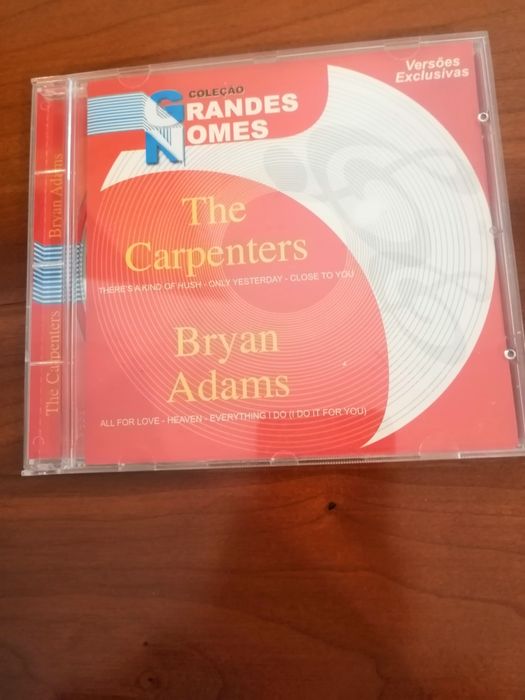 COLEÇÃO
GRANDES
NOMES
Versões
Exclusivas
The
Carpenters
THERE'S A KIND OF HUSH - ONLY YESTERDAY - CLOSE TO YOU
Bryan
Adams
ALL FOR LOVE - HEAVEN - EVERYTHING I DO (I DO IT FOR YOU)
The Carpenters Bryan Adams